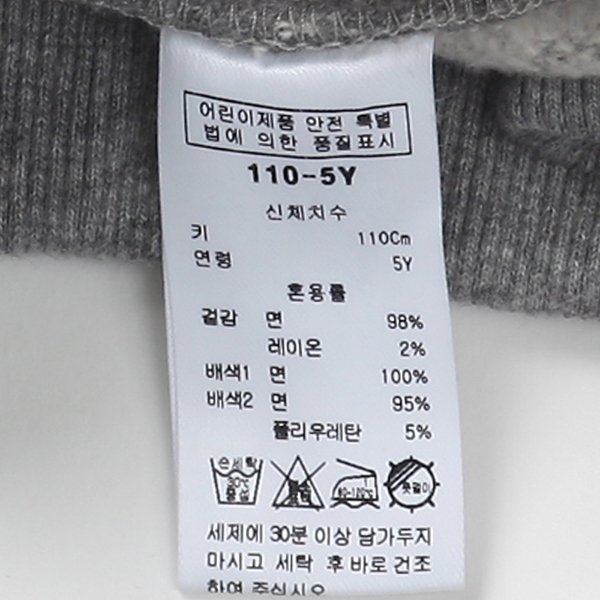 어린이제품 안전 특별
법에 의한 품질표시
110-5Y
신체치수
키 110Cm
연령 5Y
혼용률
겉감 면 98%
레이온 2%
배색1 면 100%
배색2 면 95%
폴리우레탄 5%
손세탁 30℃ 중성 80-100℃ 옷걸이
세제에 30분 이상 담가두지
마시고 세탁 후 바로 건조
하여 주십시오